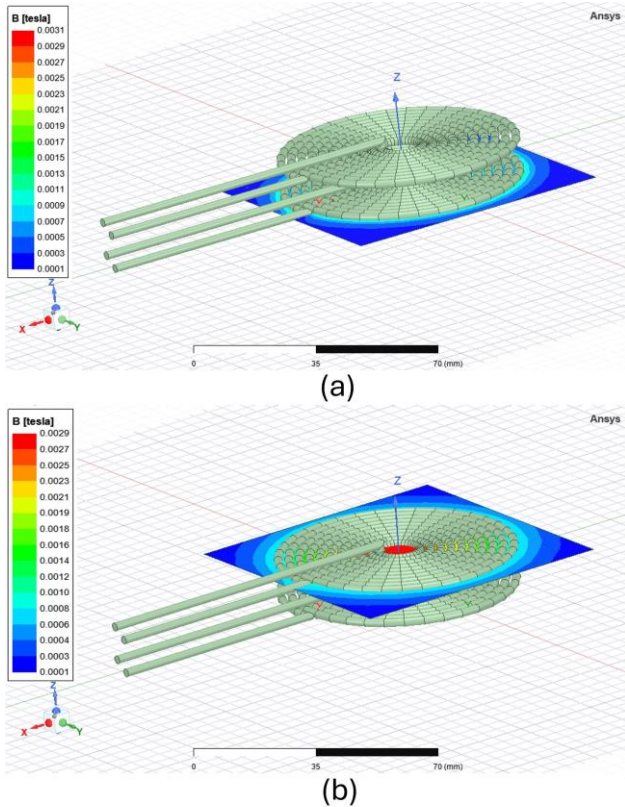 B [tesla]
Ansys
0.0031
0.0029
0.0027
0.0025
0.0023
0.0021
0.0019
0.0017
0.0015
0.0013
0.0011
0.0009
0.0007
0.0005
0.0003
0.0001
Z
Y
Z
X
Y
0
35
70 (mm)
(a)
B [tesla]
Ansys
0.0029
0.0027
0.0025
0.0023
0.0021
0.0019
0.0018
0.0016
0.0014
0.0012
0.0010
0.0008
0.0006
0.0004
0.0003
0.0001
Z
Y
Z
X
Y
0
35
70 (mm)
(b)